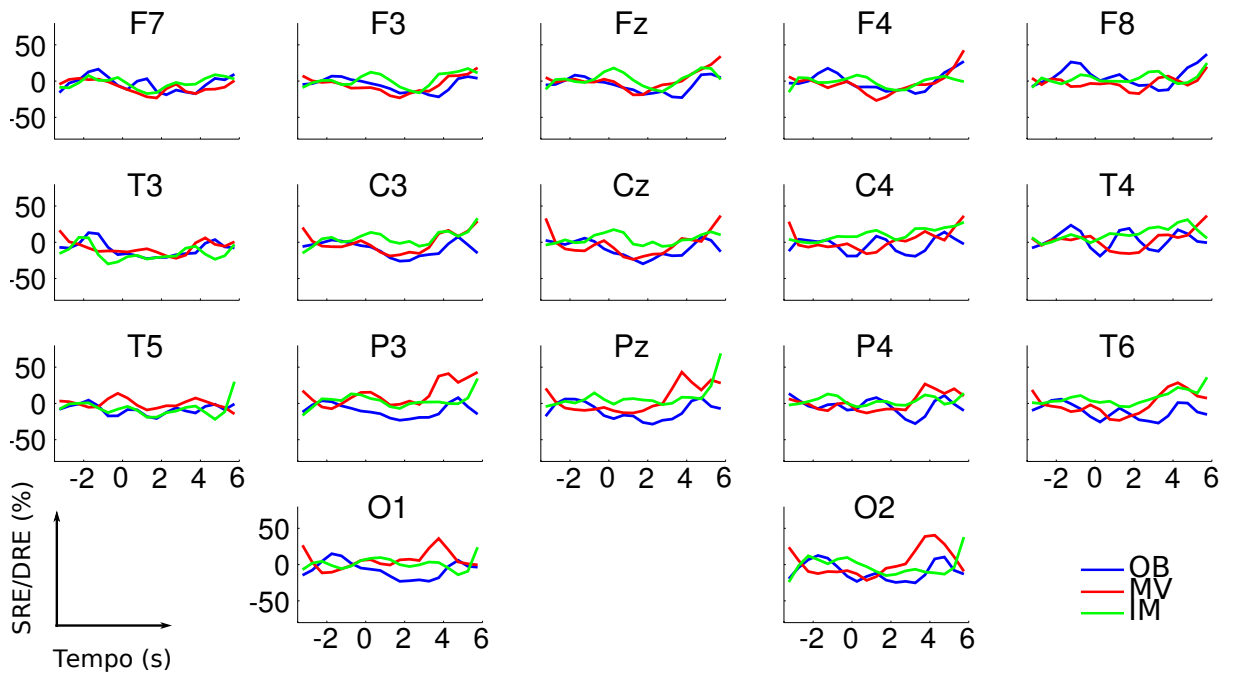 F7 F3 Fz F4 F8
50
0
-50
T3 C3 Cz C4 T4
50
0
-50
T5 P3 Pz P4 T6
50
0
-50
-2 0 2 4 6 -2 0 2 4 6 -2 0 2 4 6
O1 O2
50
0
-50
-2 0 2 4 6 -2 0 2 4 6
SRE/DRE (%)
Tempo (s)
OB
MV
IM